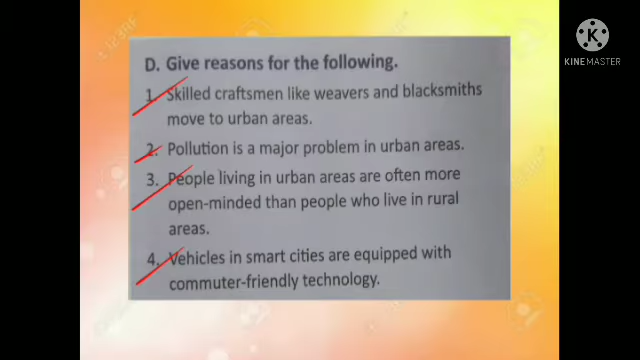 D. Give reasons for the following.
1. Skilled craftsmen like weavers and blacksmiths
move to urban areas.
2. Pollution is a major problem in urban areas.
3. People living in urban areas are often more
open-minded than people who live in rural
areas.
4. Vehicles in smart cities are equipped with
commuter-friendly technology.
K
KINEMASTER
123RF